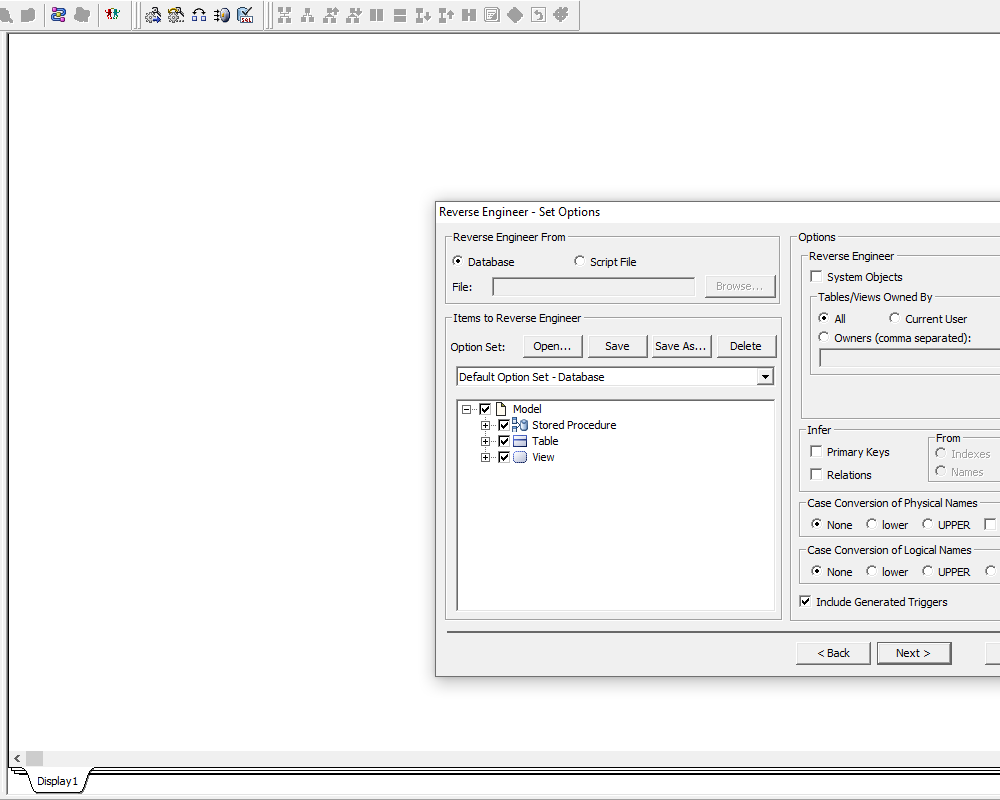 Reverse Engineer - Set Options
Reverse Engineer From
Database
Script File
File:
Browse...
Items to Reverse Engineer
Option Set:
Open...
Save
Save As...
Delete
Default Option Set - Database
Model
Stored Procedure
Table
View
Options
Reverse Engineer
System Objects
Tables/Views Owned By
All
Current User
Owners (comma separated):
Infer
Primary Keys
Relations
From
Indexes
Names
Case Conversion of Physical Names
None
lower
UPPER
Case Conversion of Logical Names
None
lower
UPPER
Include Generated Triggers
< Back
Next >
Display1